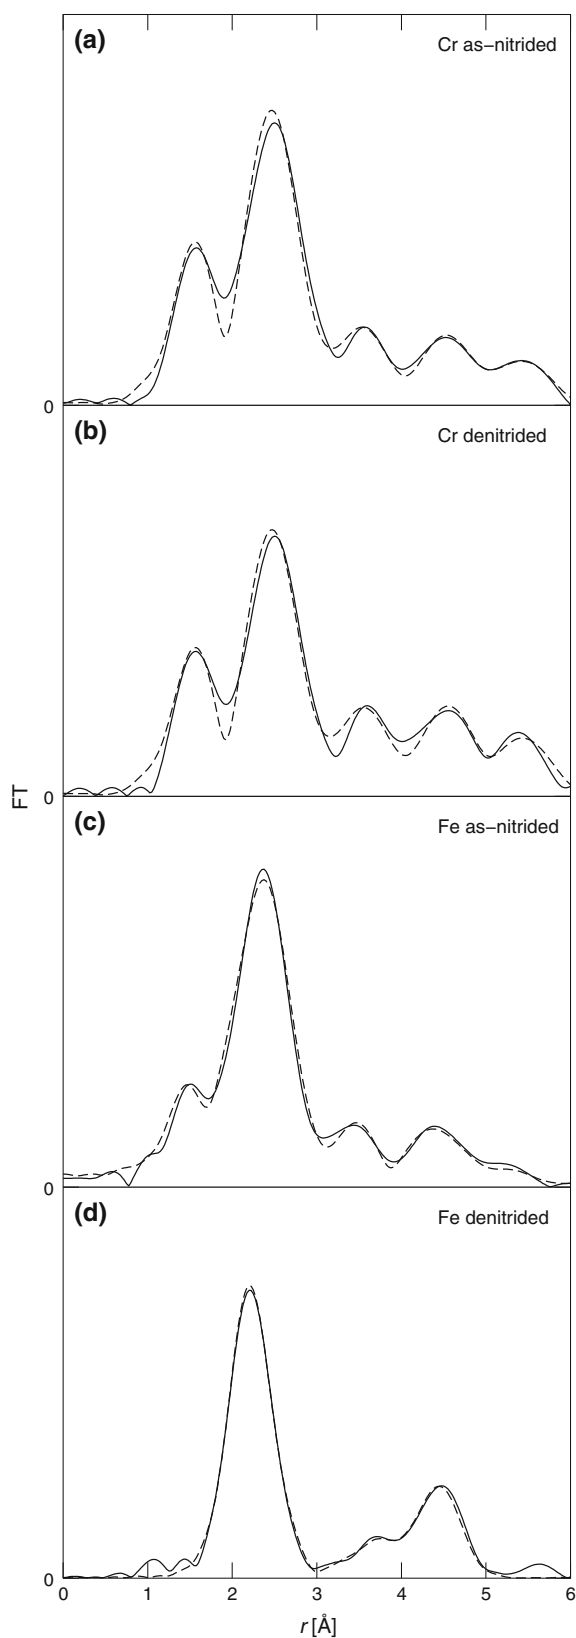 (a)
Cr as−nitrided
0
(b)
Cr denitrided
FT
0
(c)
Fe as−nitrided
0
(d)
Fe denitrided
0
0 1 2 3 4 5 6
r [Å]